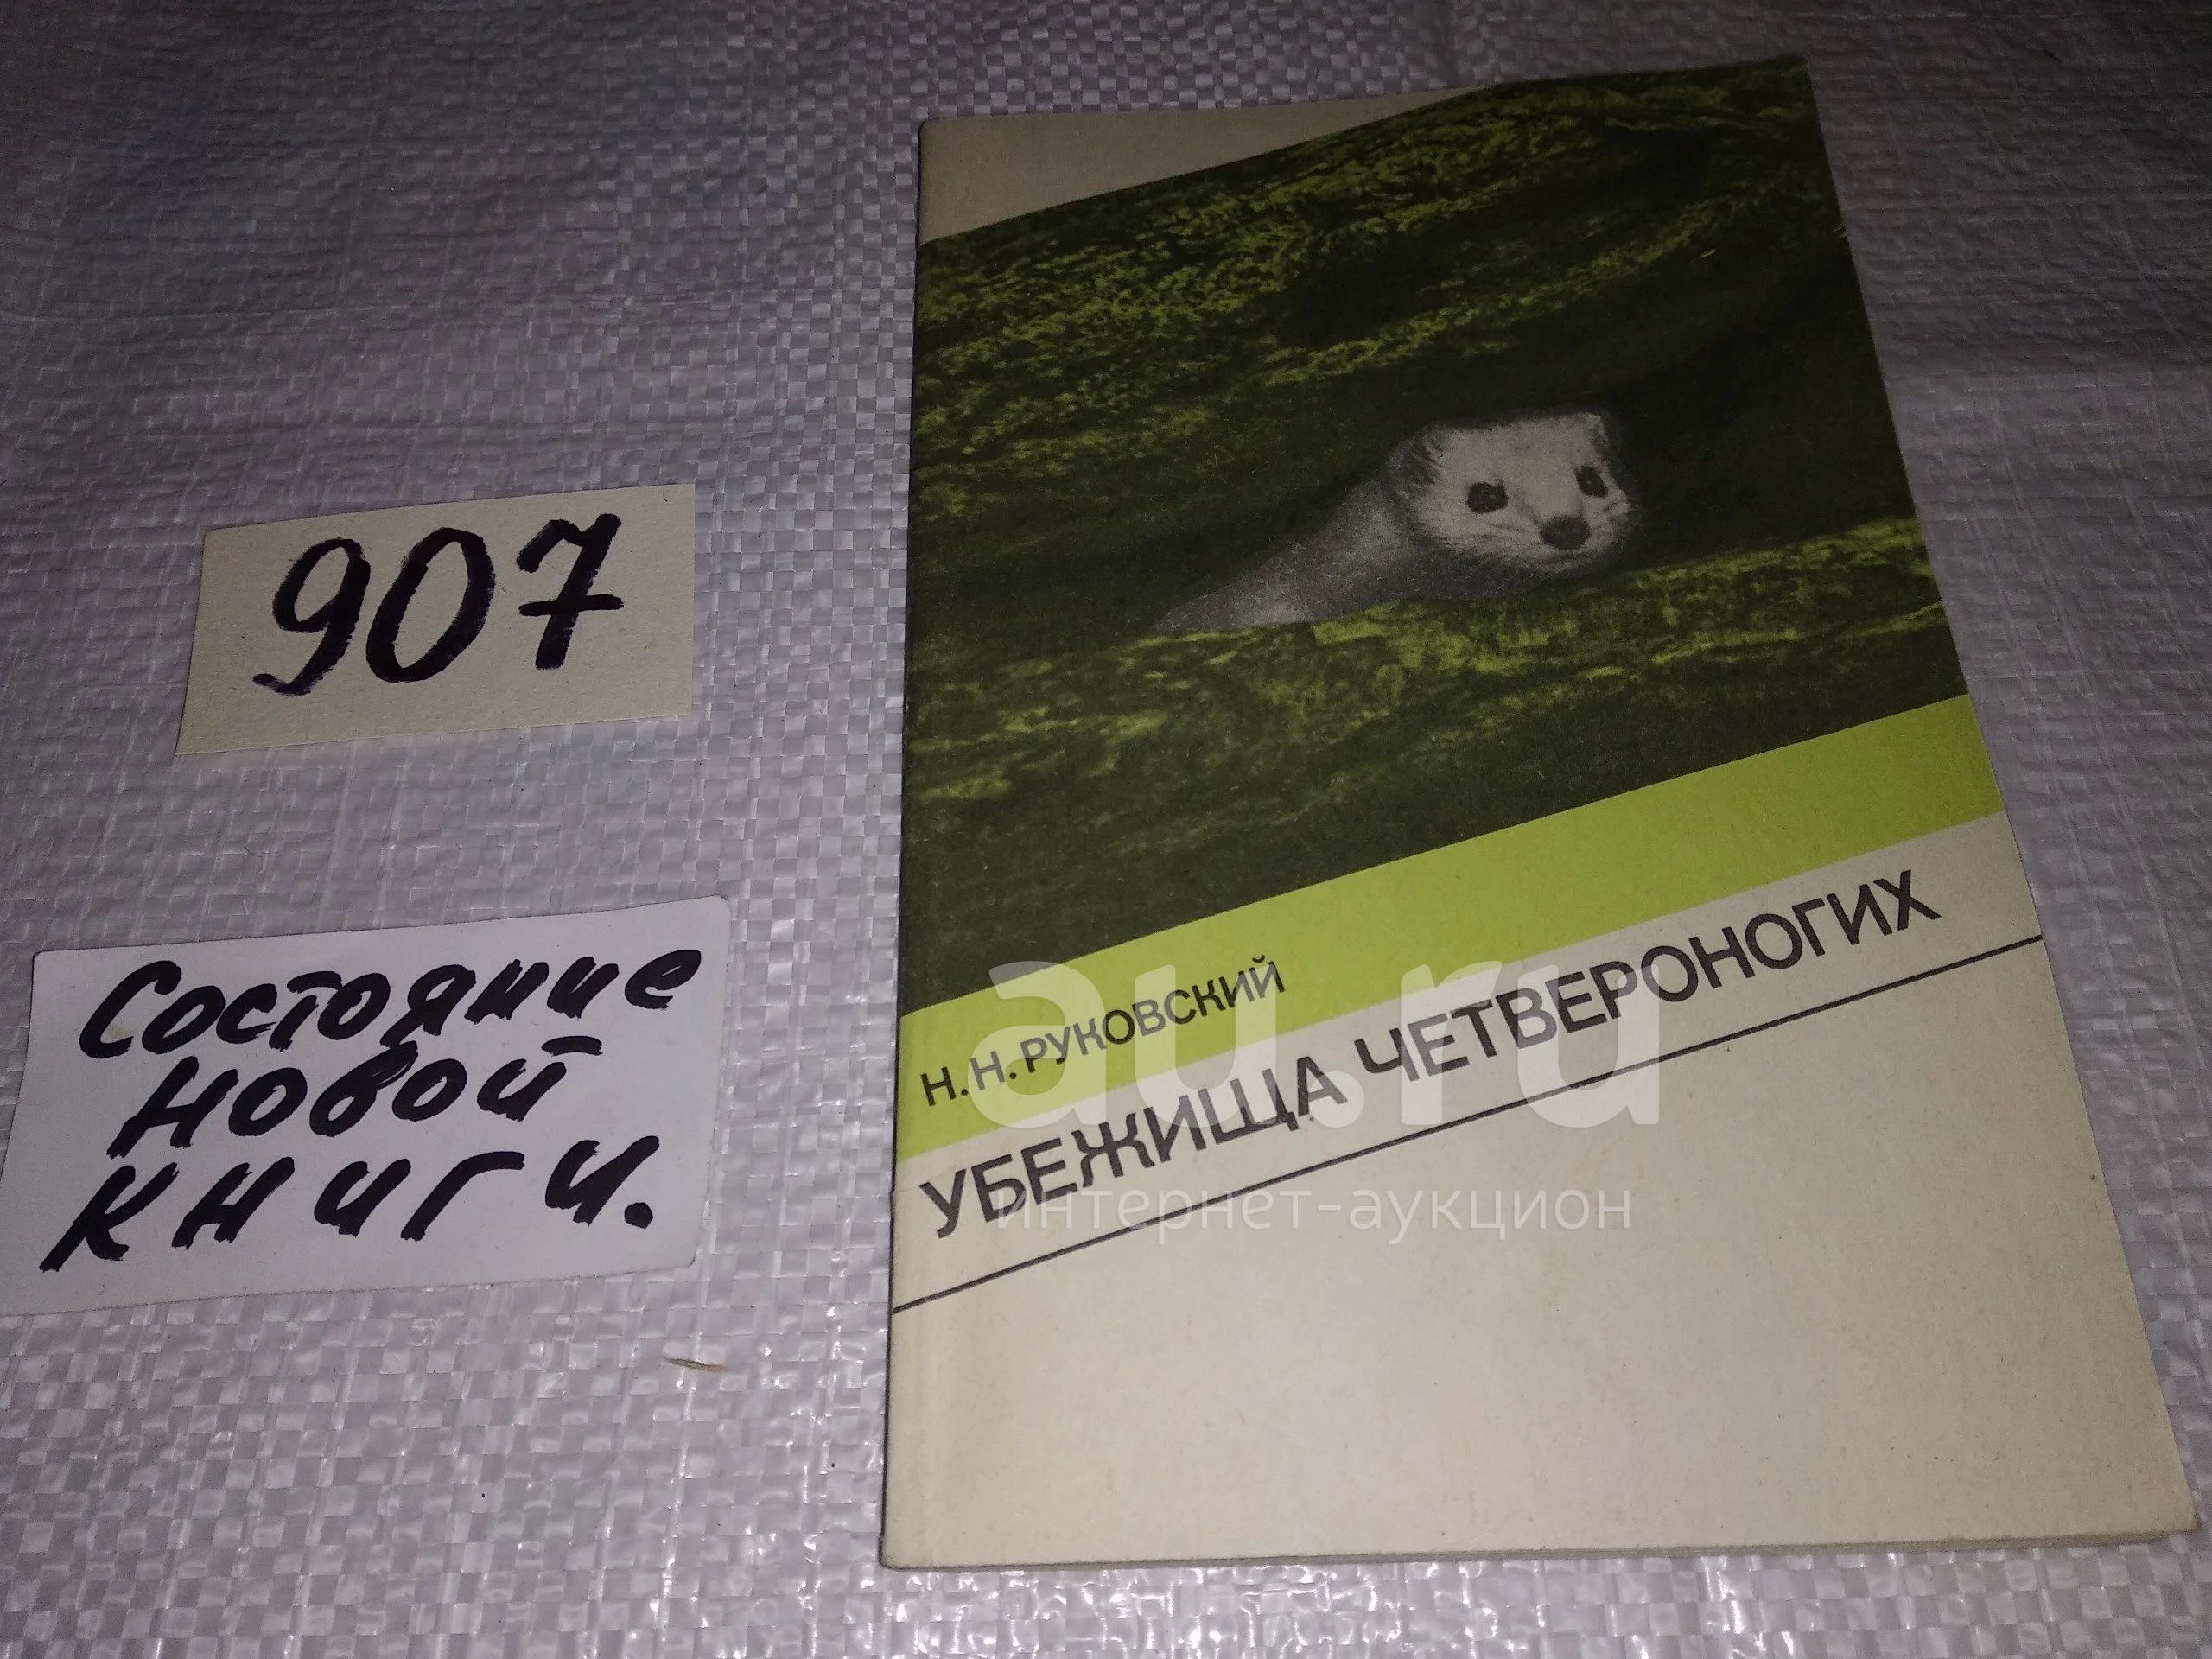 907
Состояние
новой
книги.
Н. Н. РУКОВСКИЙ
УБЕЖИЩА ЧЕТВЕРОНОГИХ
au.ru
интернет-аукцион